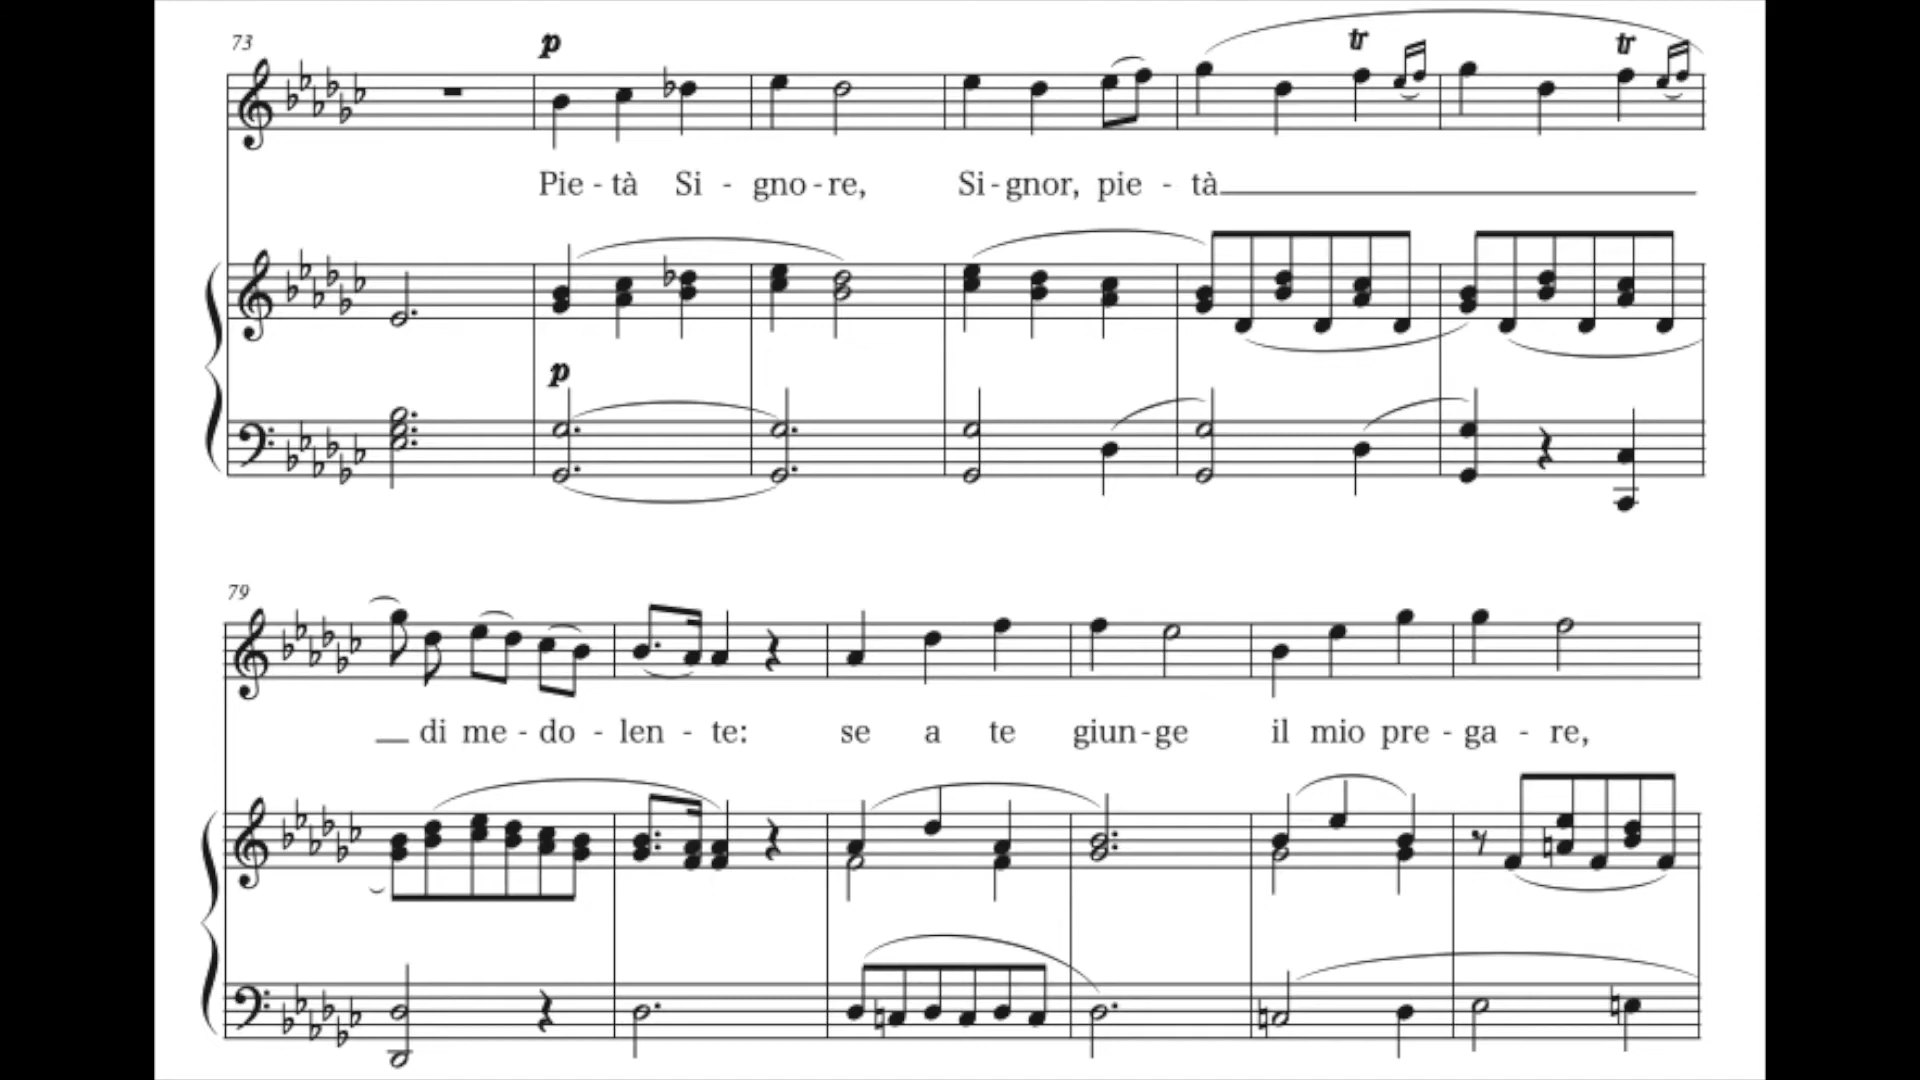 73
p
tr tr
Pie - tà Si - gno - re, Si - gnor, pie - tà
p
79
di me - do - len - te: se a te giun - ge il mio pre - ga - re,